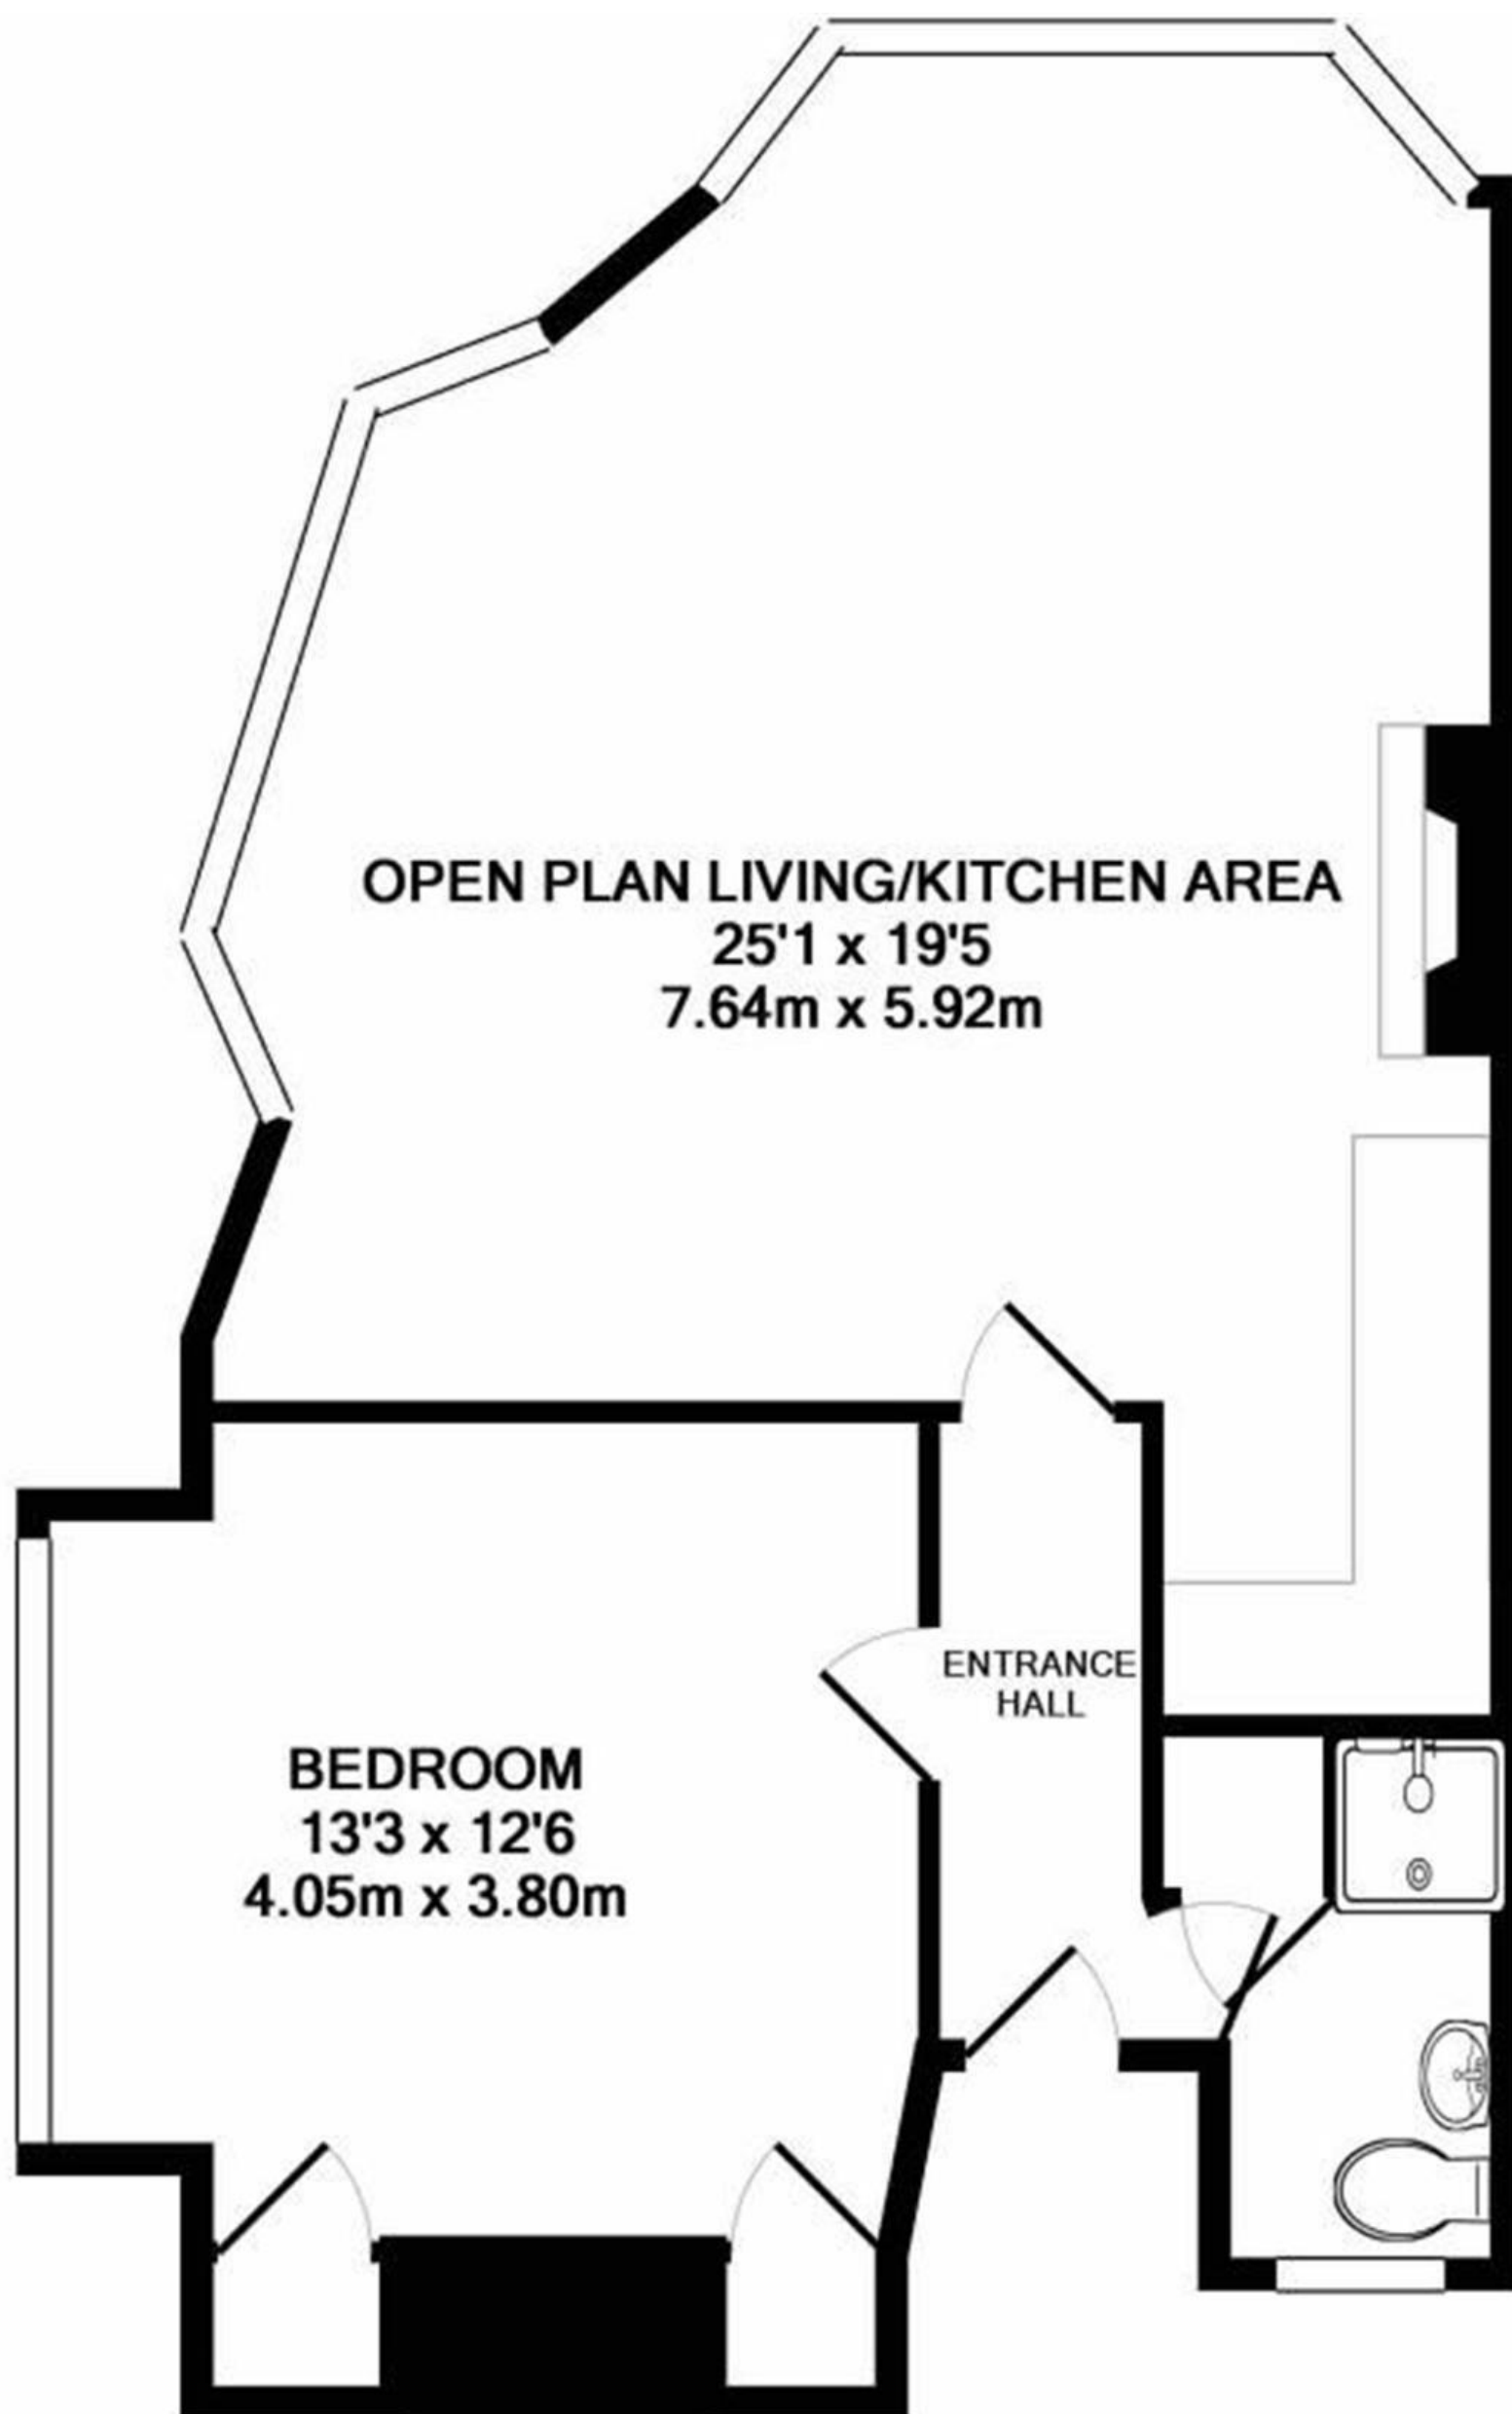 OPEN PLAN LIVING/KITCHEN AREA
25'1 x 19'5
7.64m x 5.92m
ENTRANCE
HALL
BEDROOM
13'3 x 12'6
4.05m x 3.80m